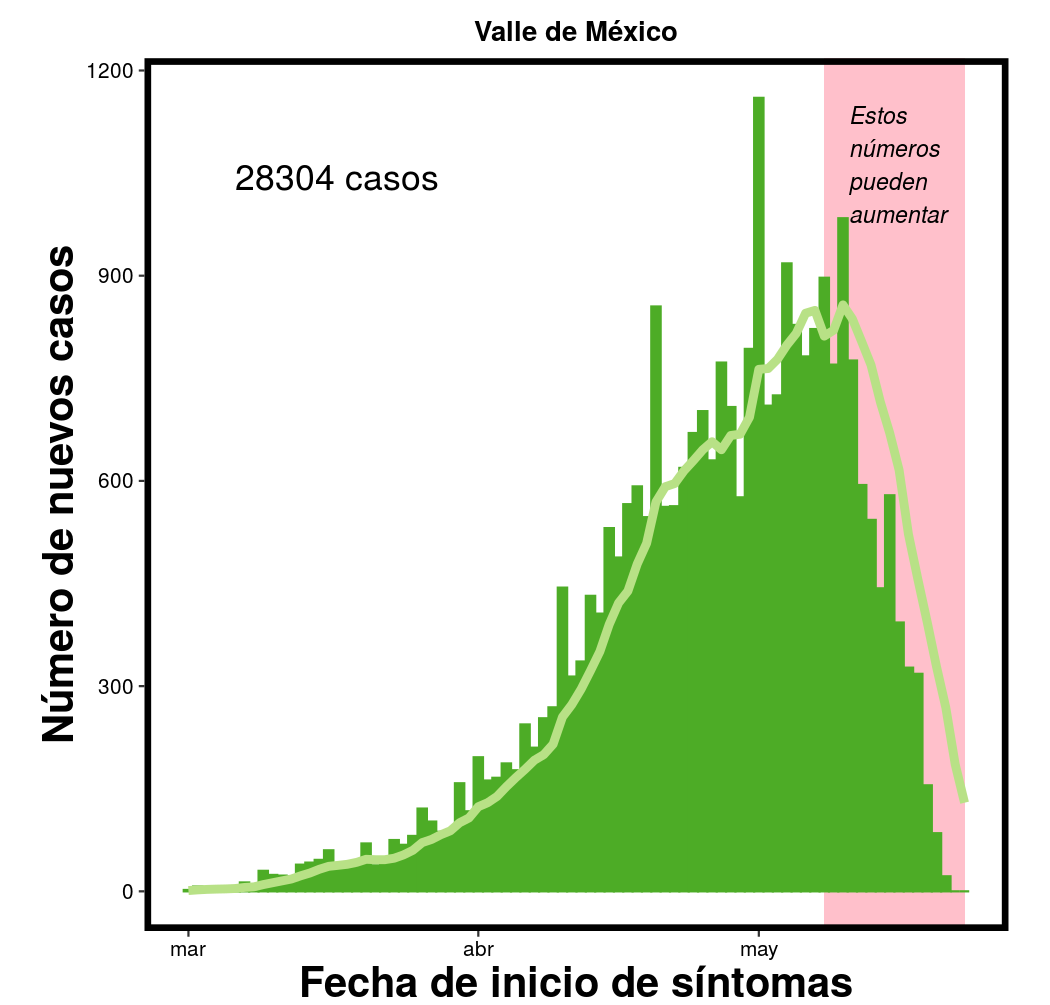 Valle de México
1200
900
600
300
0
Número de nuevos casos
28304 casos
Estos
números
pueden
aumentar
mar
abr
may
Fecha de inicio de síntomas